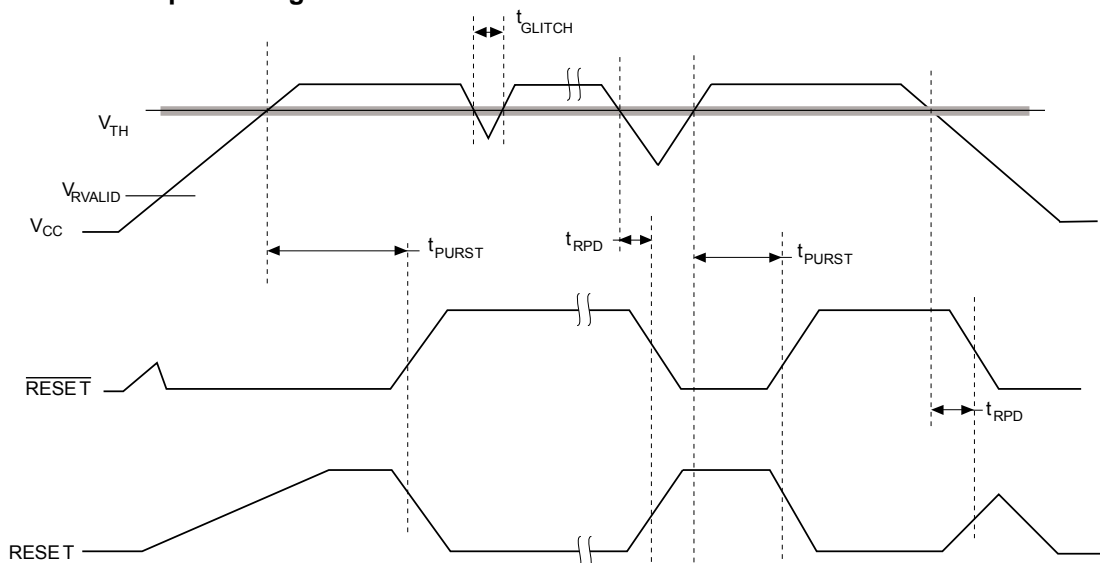 tGLITCH
VTH
VRVALID
VCC
tPURST
tRPD
tPURST
RESET
tRPD
RESET